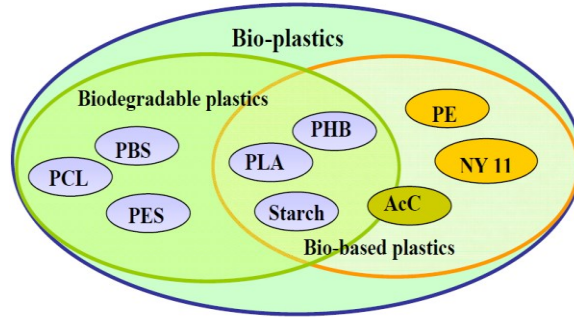 Bio-plastics
Biodegradable plastics
PE
PHB
PBS
PLA
NY 11
PCL
Starch
AcC
PES
Bio-based plastics